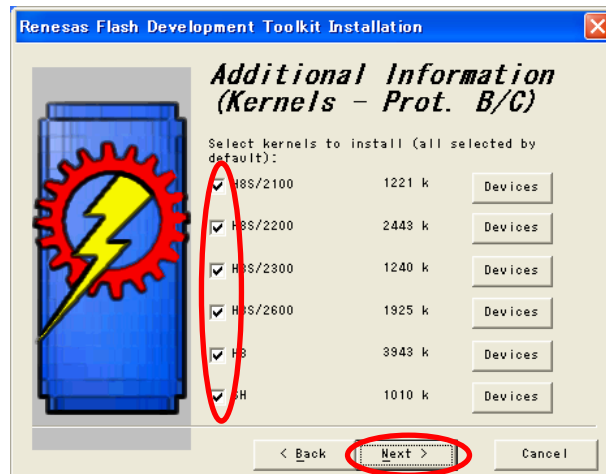 Renesas Flash Development Toolkit Installation
Additional Information
(Kernels - Prot. B/C)
Select kernels to install (all selected by
default):
H8S/2100 1221 k Devices
H8S/2200 2443 k Devices
H8S/2300 1240 k Devices
H8S/2600 1925 k Devices
H8 3943 k Devices
SH 1010 k Devices
< Back Next > Cancel